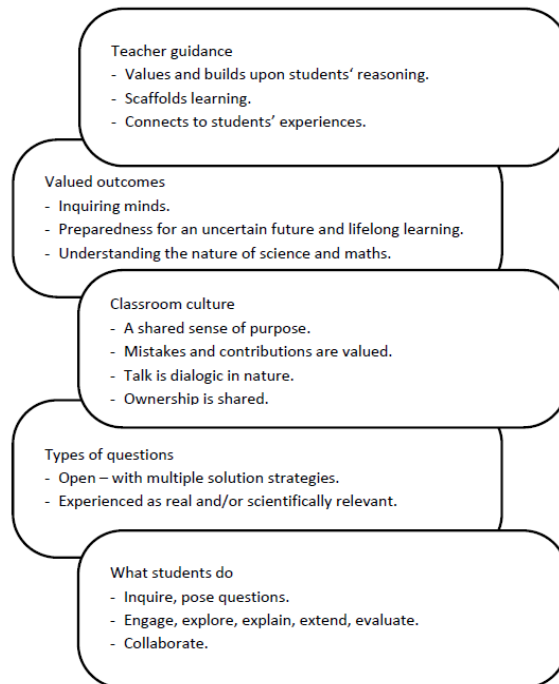 Teacher guidance
- Values and builds upon students‘ reasoning.
- Scaffolds learning.
- Connects to students’ experiences.
Valued outcomes
- Inquiring minds.
- Preparedness for an uncertain future and lifelong learning.
- Understanding the nature of science and maths.
Classroom culture
- A shared sense of purpose.
- Mistakes and contributions are valued.
- Talk is dialogic in nature.
- Ownership is shared.
Types of questions
- Open – with multiple solution strategies.
- Experienced as real and/or scientifically relevant.
What students do
- Inquire, pose questions.
- Engage, explore, explain, extend, evaluate.
- Collaborate.